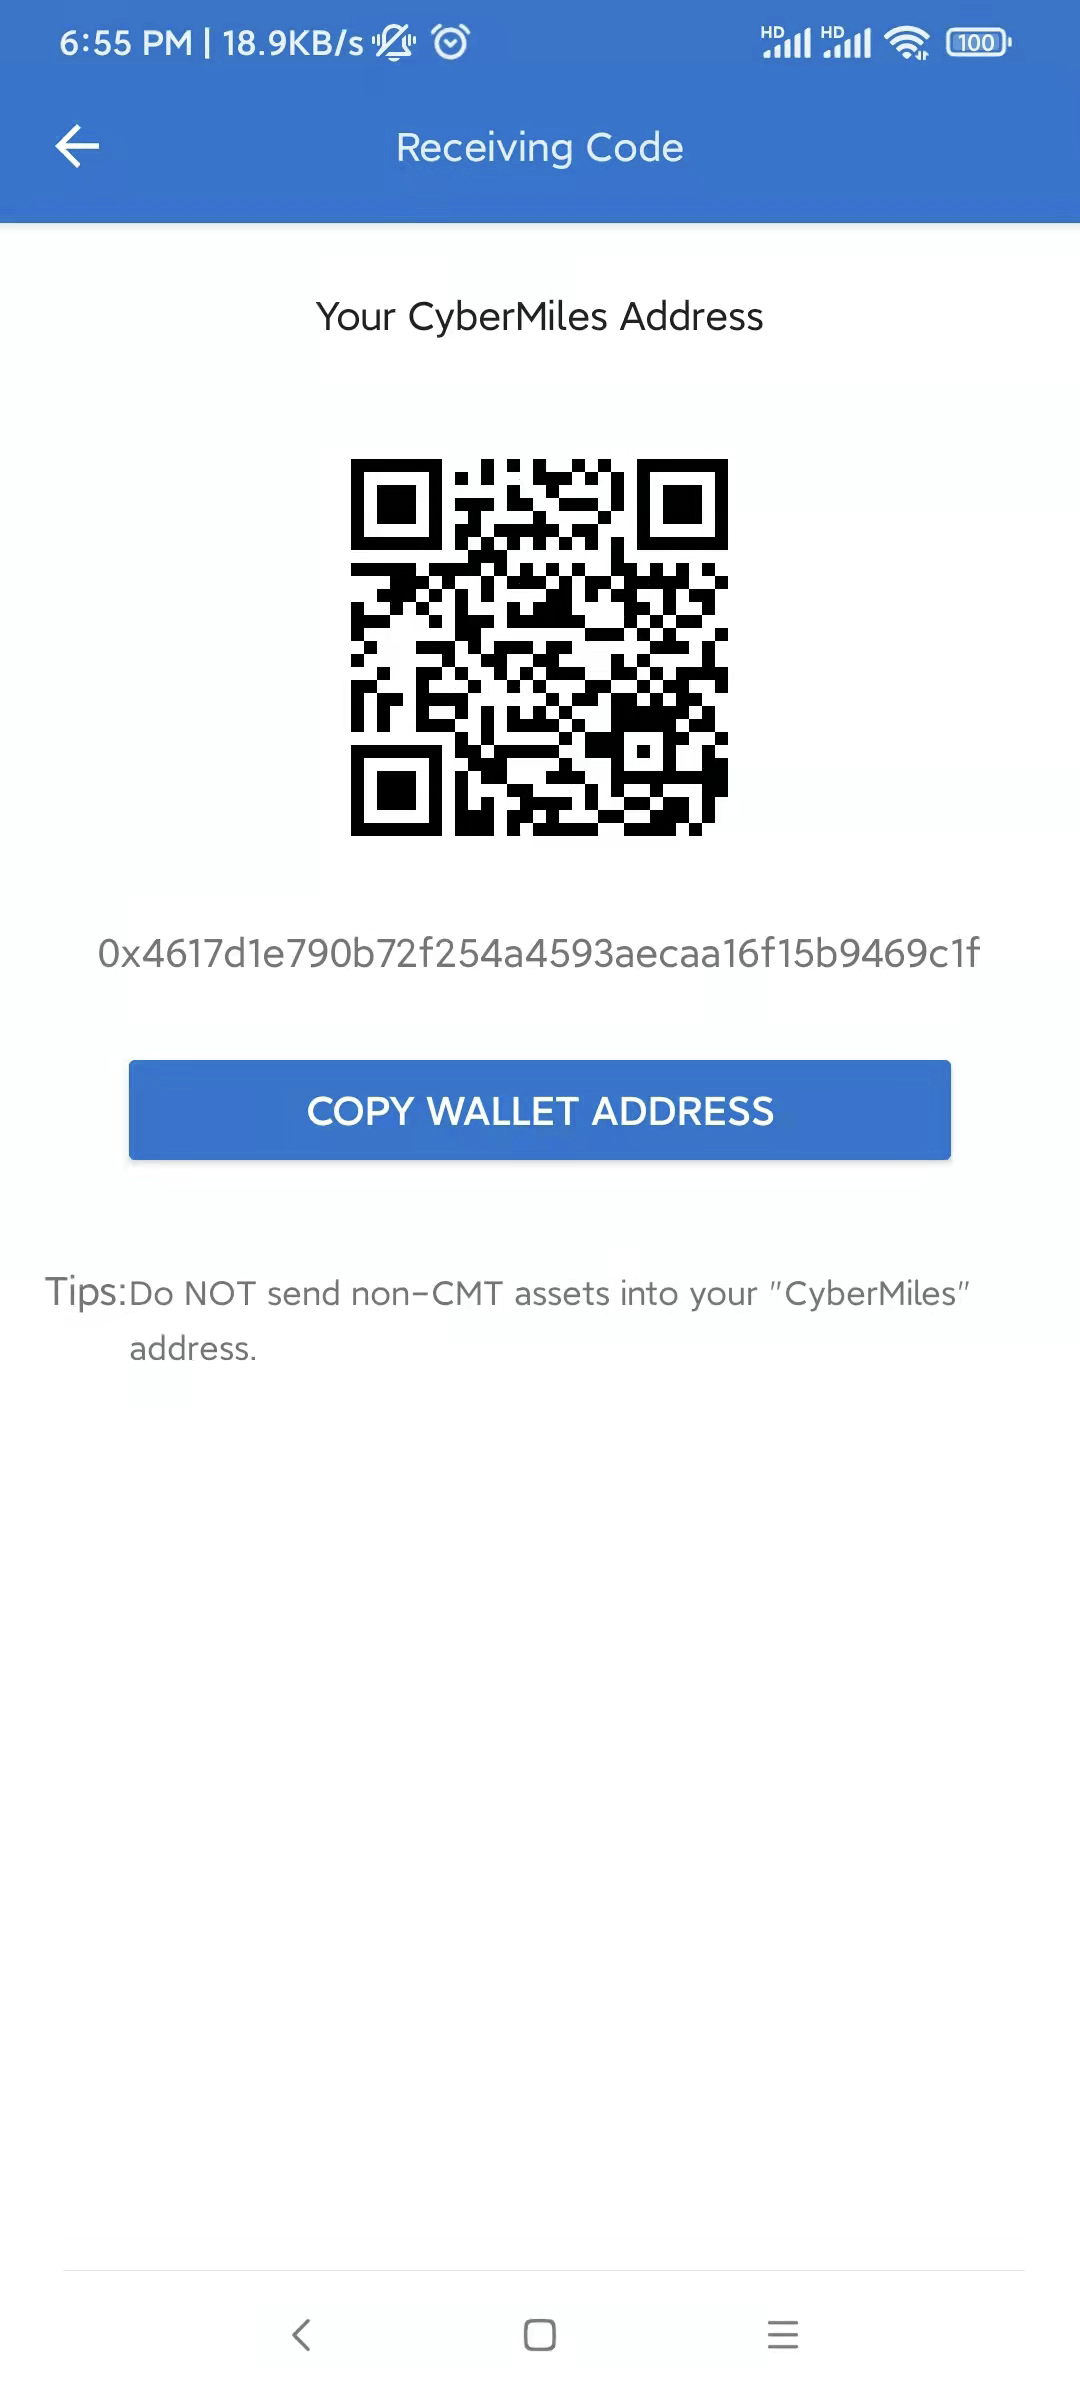 6:55 PM | 18.9KB/s HD HD 100
Receiving Code
Your CyberMiles Address
0x4617d1e790b72f254a4593aecaa16f15b9469c1f
COPY WALLET ADDRESS
Tips:Do NOT send non-CMT assets into your "CyberMiles"
address.